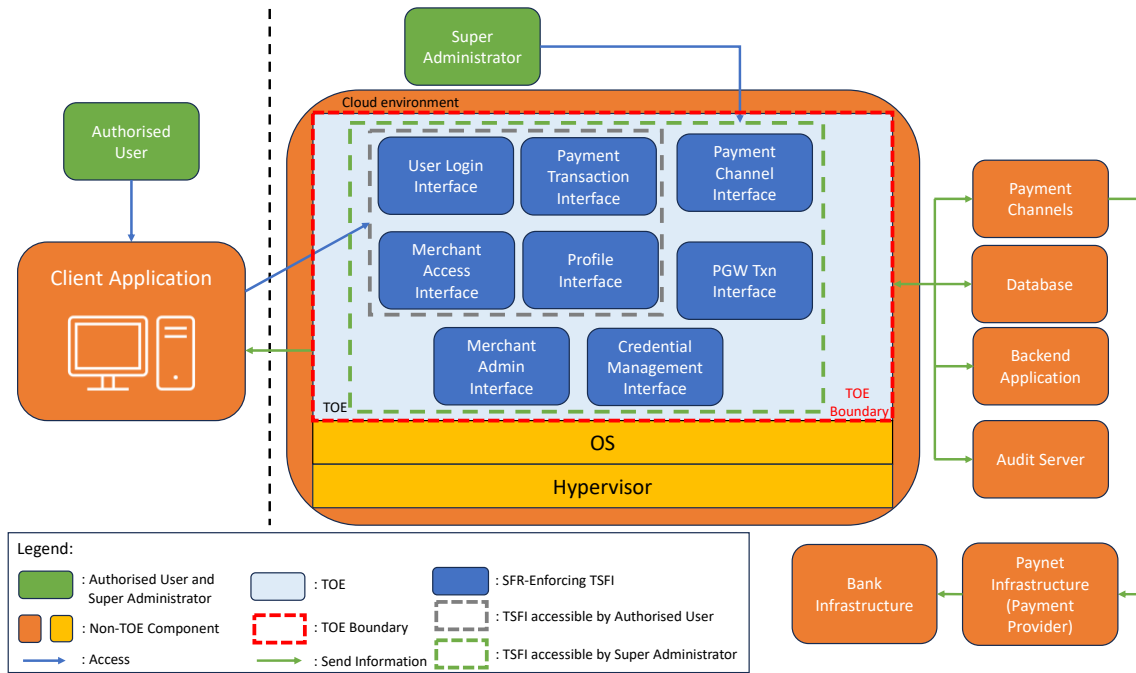 Super
Administrator
Authorised
User
Cloud environment
User Login
Interface
Payment
Transaction
Interface
Payment
Channel
Interface
Merchant
Access
Interface
Profile
Interface
PGW Txn
Interface
Merchant
Admin
Interface
Credential
Management
Interface
TOE
TOE
Boundary
OS
Hypervisor
Client Application
Payment
Channels
Database
Backend
Application
Audit Server
Bank
Infrastructure
Paynet
Infrastructure
(Payment
Provider)
Legend:
: Authorised User and
Super Administrator
: Non-TOE Component
: Access
: TOE
: TOE Boundary
: Send Information
: SFR-Enforcing TSFI
: TSFI accessible by Authorised User
: TSFI accessible by Super Administrator